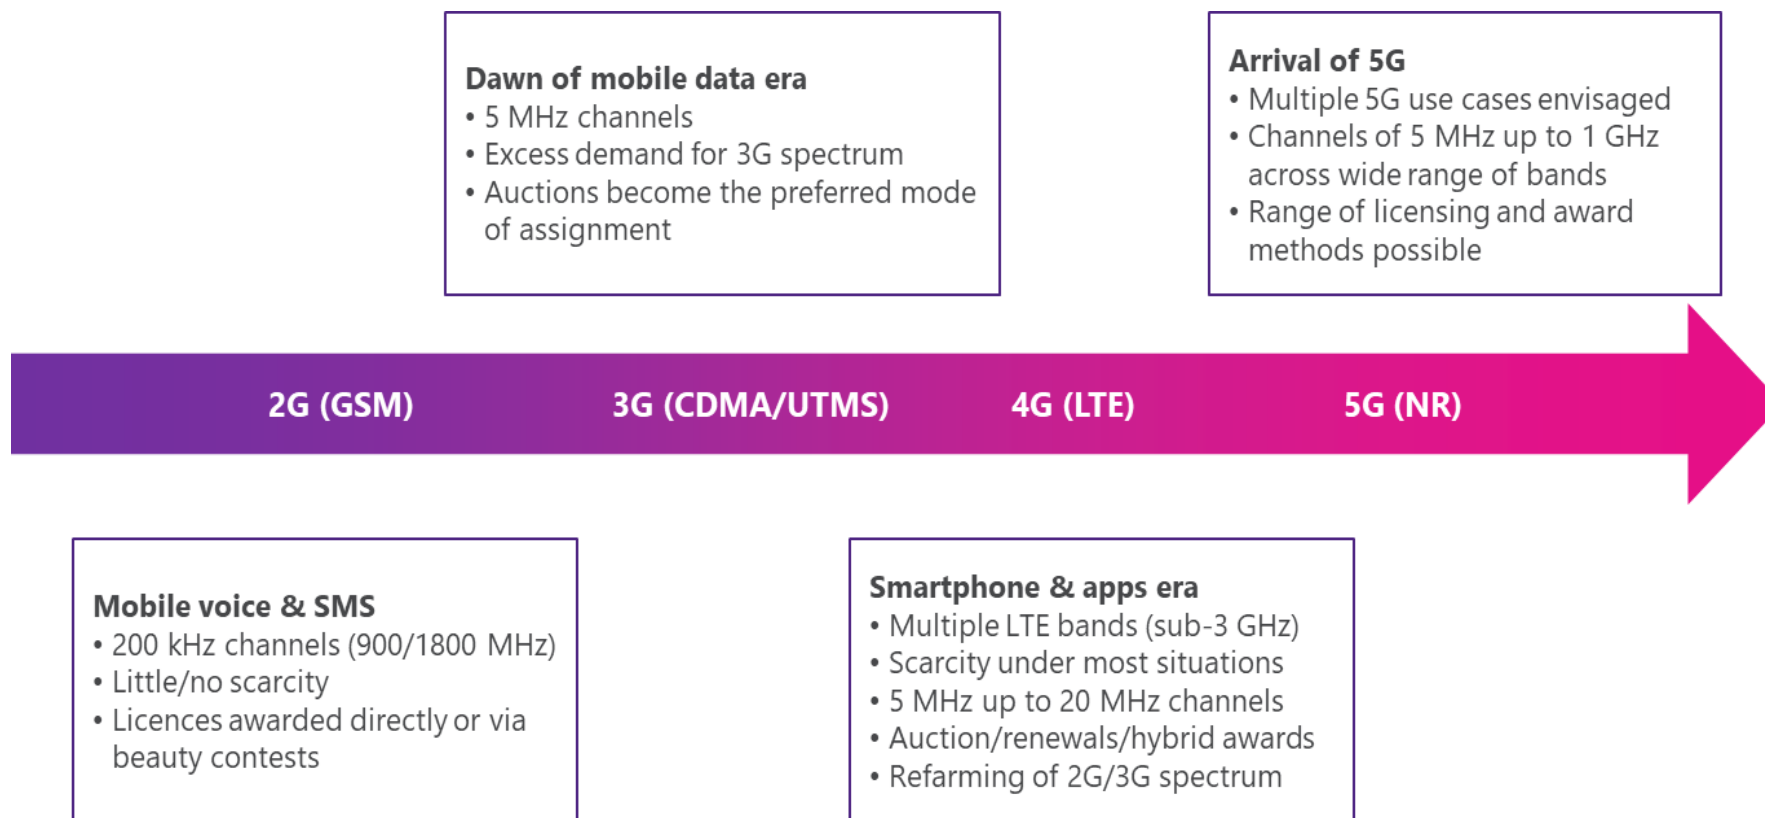 Dawn of mobile data era
• 5 MHz channels
• Excess demand for 3G spectrum
• Auctions become the preferred mode
of assignment
Arrival of 5G
• Multiple 5G use cases envisaged
• Channels of 5 MHz up to 1 GHz
across wide range of bands
• Range of licensing and award
methods possible
2G (GSM)
3G (CDMA/UTMS)
4G (LTE)
5G (NR)
Mobile voice & SMS
• 200 kHz channels (900/1800 MHz)
• Little/no scarcity
• Licences awarded directly or via
beauty contests
Smartphone & apps era
• Multiple LTE bands (sub-3 GHz)
• Scarcity under most situations
• 5 MHz up to 20 MHz channels
• Auction/renewals/hybrid awards
• Refarming of 2G/3G spectrum